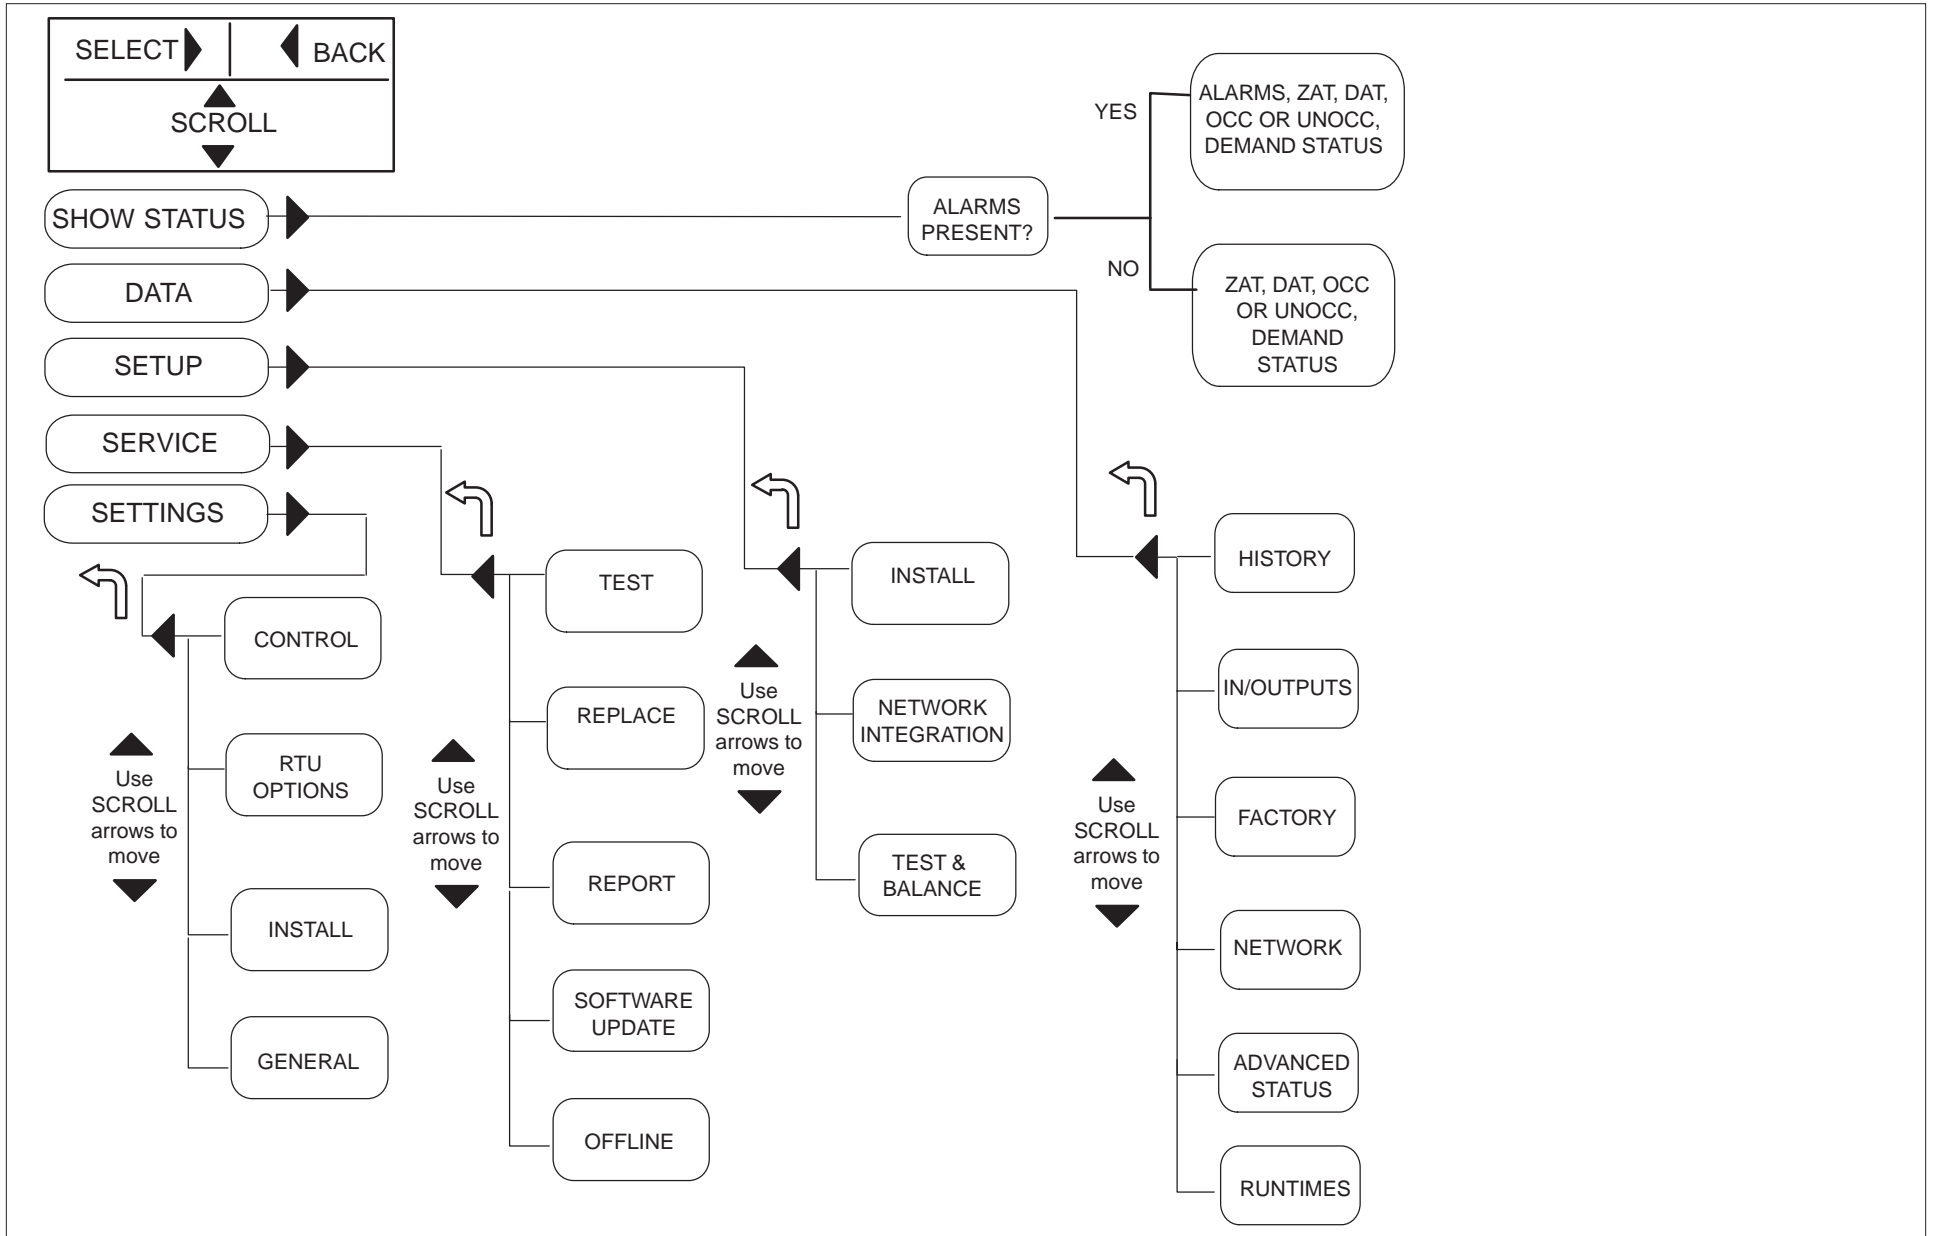 SELECT
BACK
SCROLL
YES
ALARMS, ZAT, DAT,
OCC OR UNOCC,
DEMAND STATUS
SHOW STATUS
ALARMS
PRESENT?
NO
ZAT, DAT, OCC
OR UNOCC,
DEMAND
STATUS
DATA
SETUP
SERVICE
SETTINGS
CONTROL
RTU
OPTIONS
INSTALL
GENERAL
Use
SCROLL
arrows to
move
TEST
REPLACE
REPORT
SOFTWARE
UPDATE
OFFLINE
Use
SCROLL
arrows to
move
INSTALL
NETWORK
INTEGRATION
TEST &
BALANCE
Use
SCROLL
arrows to
move
HISTORY
IN/OUTPUTS
FACTORY
NETWORK
ADVANCED
STATUS
RUNTIMES
Use
SCROLL
arrows to
move